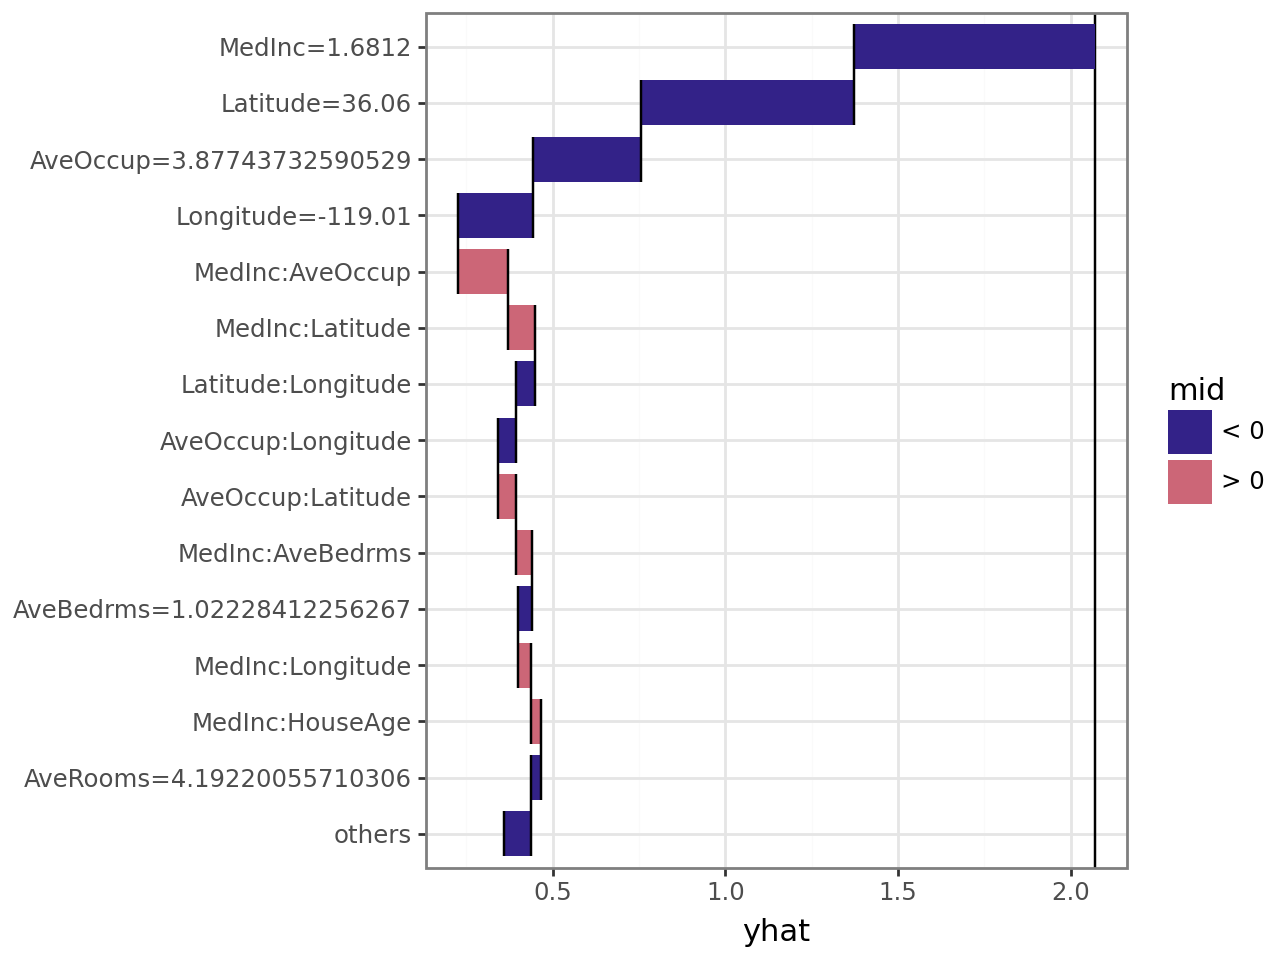 MedInc=1.6812
Latitude=36.06
AveOccup=3.87743732590529
Longitude=-119.01
MedInc:AveOccup
MedInc:Latitude
Latitude:Longitude
AveOccup:Longitude
AveOccup:Latitude
MedInc:AveBedrms
AveBedrms=1.02228412256267
MedInc:Longitude
MedInc:HouseAge
AveRooms=4.19220055710306
others
0.5 1.0 1.5 2.0
yhat
mid
< 0
> 0